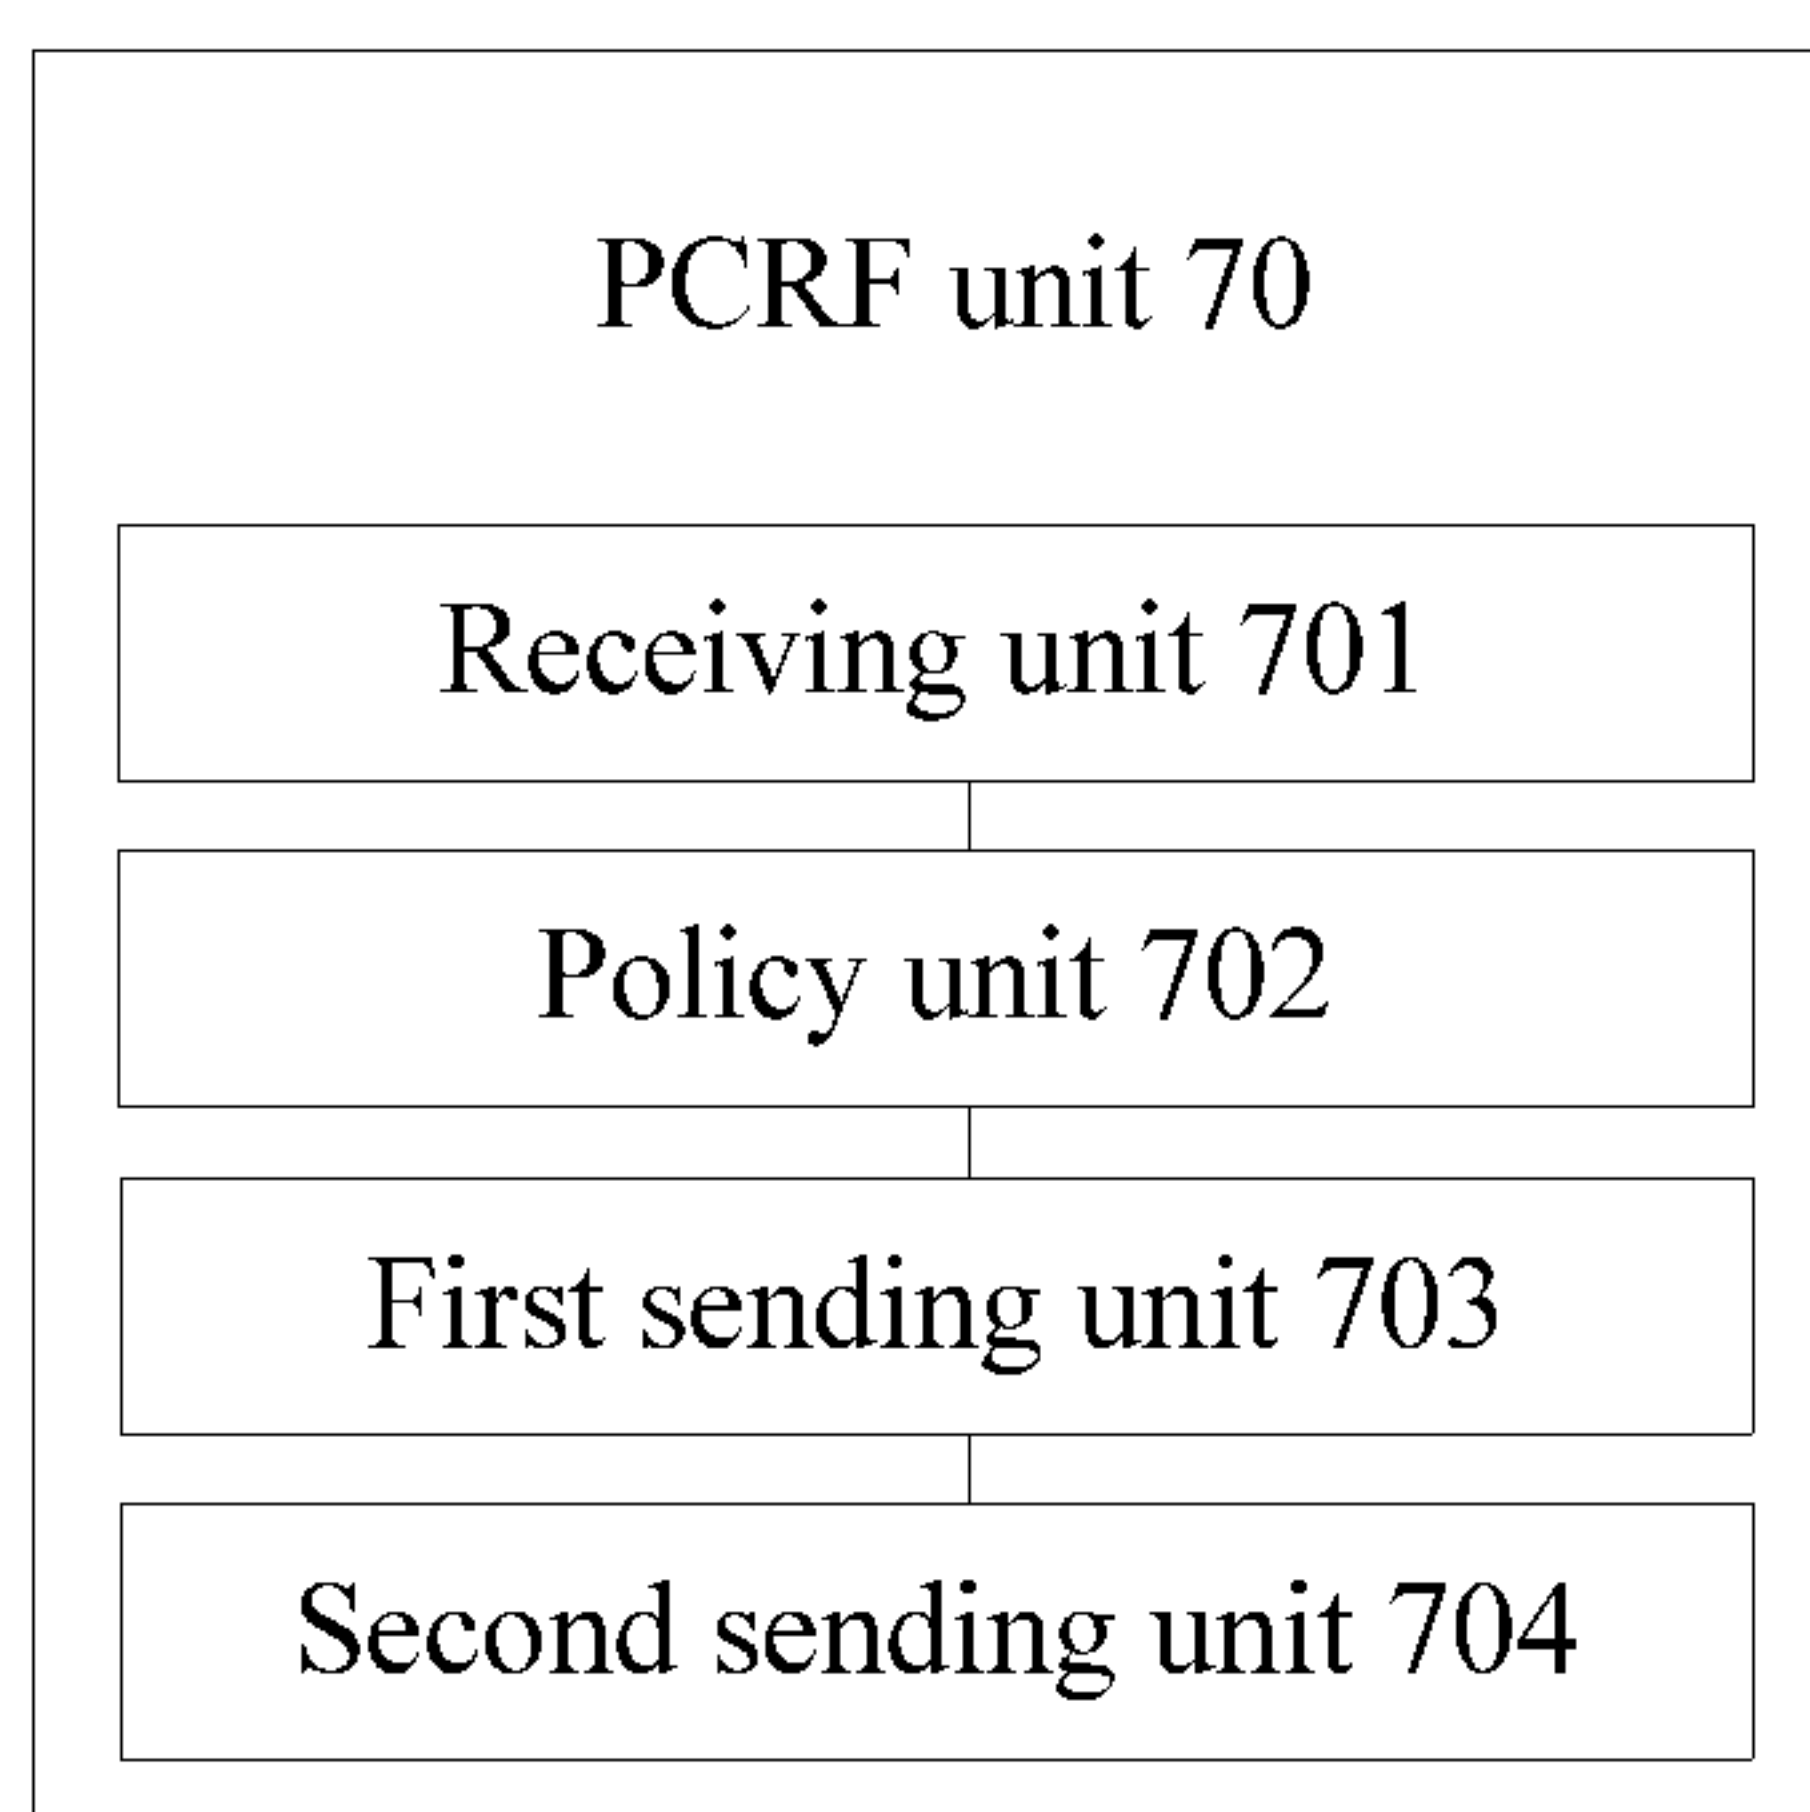 PCRF unit 70
Receiving unit 701
Policy unit 702
First sending unit 703
Second sending unit 704